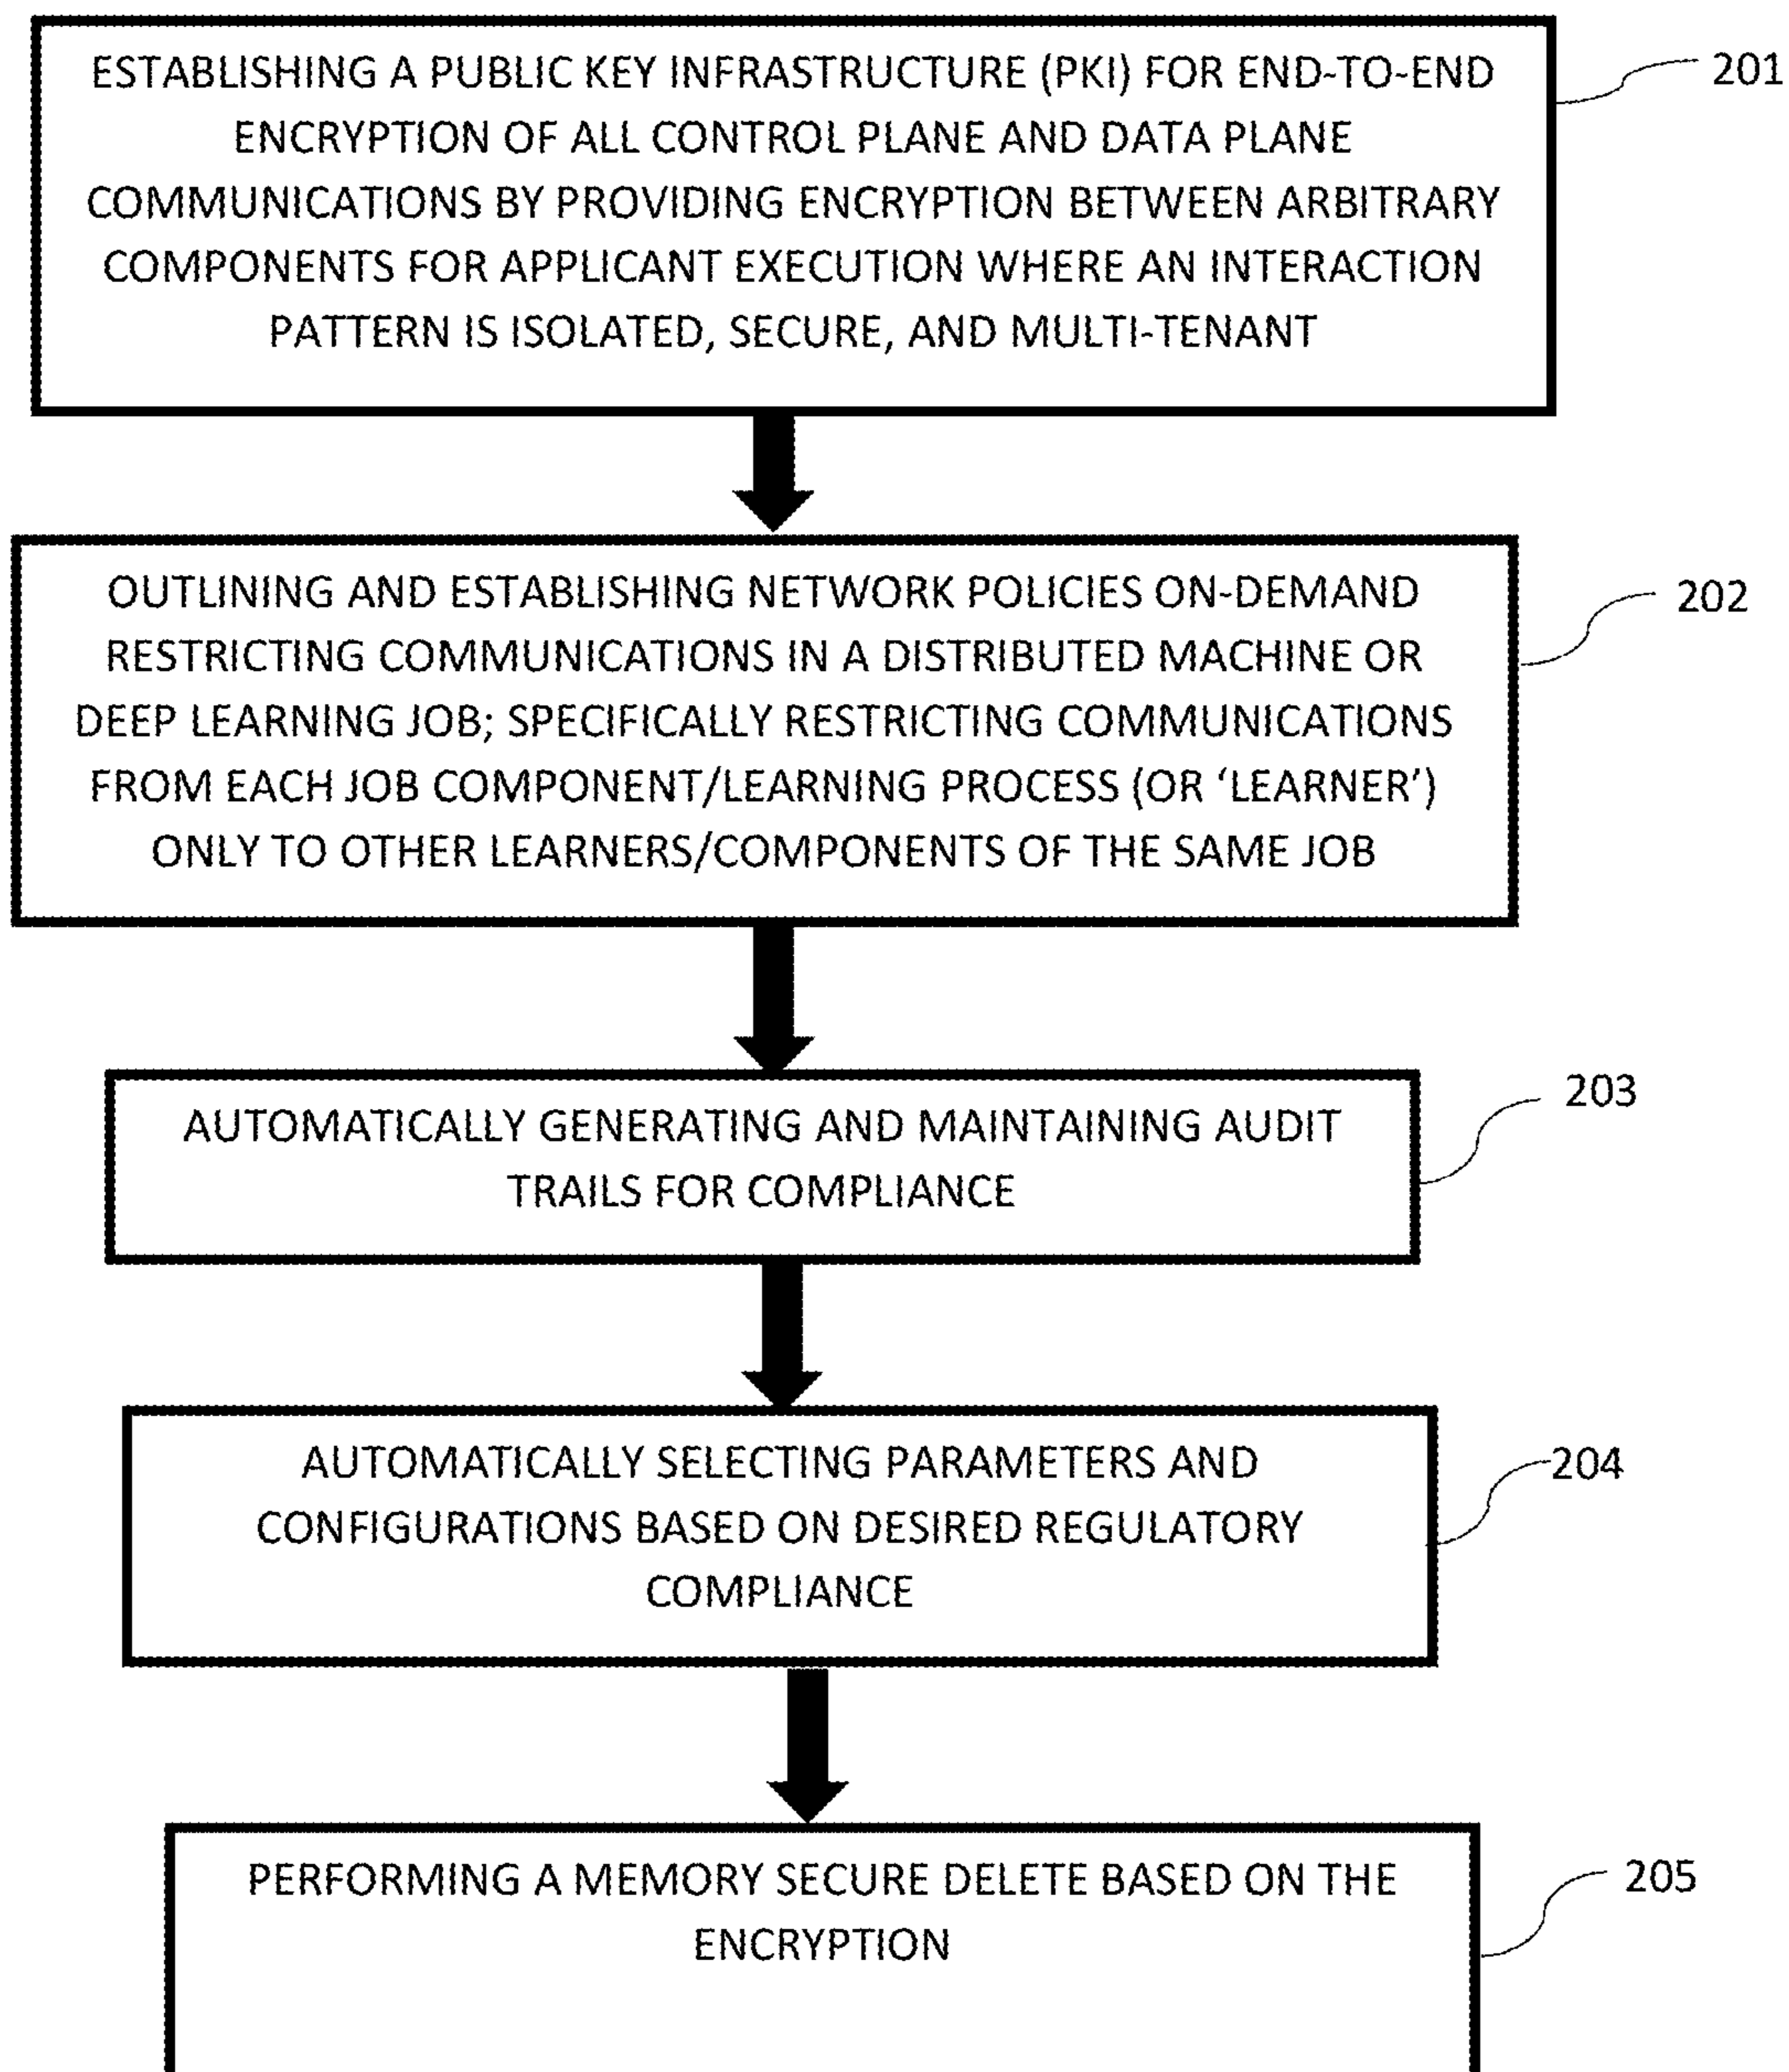 ESTABLISHING A PUBLIC KEY INFRASTRUCTURE (PKI) FOR END-TO-END
ENCRYPTION OF ALL CONTROL PLANE AND DATA PLANE
COMMUNICATIONS BY PROVIDING ENCRYPTION BETWEEN ARBITRARY
COMPONENTS FOR APPLICANT EXECUTION WHERE AN INTERACTION
PATTERN IS ISOLATED, SECURE, AND MULTI-TENANT
201
OUTLINING AND ESTABLISHING NETWORK POLICIES ON-DEMAND
RESTRICTING COMMUNICATIONS IN A DISTRIBUTED MACHINE OR
DEEP LEARNING JOB; SPECIFICALLY RESTRICTING COMMUNICATIONS
FROM EACH JOB COMPONENT/LEARNING PROCESS (OR ‘LEARNER’)
ONLY TO OTHER LEARNERS/COMPONENTS OF THE SAME JOB
202
AUTOMATICALLY GENERATING AND MAINTAINING AUDIT
TRAILS FOR COMPLIANCE
203
AUTOMATICALLY SELECTING PARAMETERS AND
CONFIGURATIONS BASED ON DESIRED REGULATORY
COMPLIANCE
204
PERFORMING A MEMORY SECURE DELETE BASED ON THE
ENCRYPTION
205